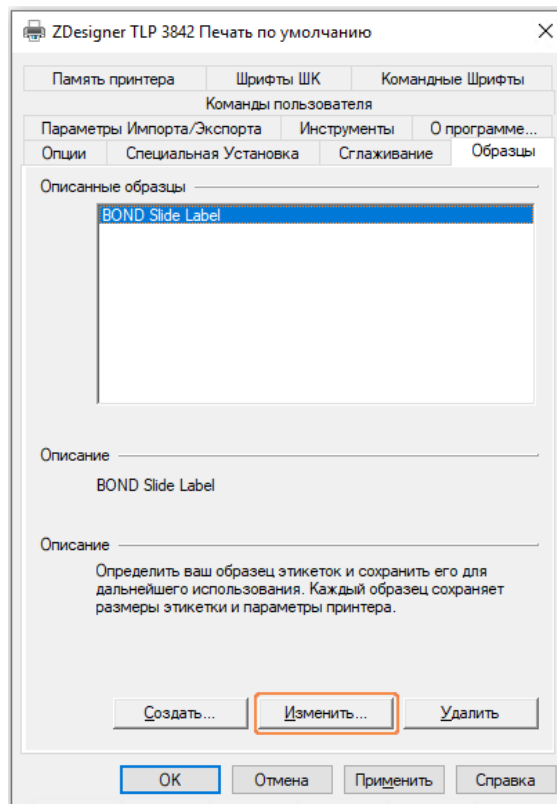 ZDesigner TLP 3842 Печать по умолчанию
Память принтера Шрифты ШК Командные Шрифты
Команды пользователя
Параметры Импорта/Экспорта Инструменты О программе...
Опции Специальная Установка Сглаживание Образцы
Описанные образцы
BOND Slide Label
Описание
BOND Slide Label
Описание
Определить ваш образец этикеток и сохранить его для
дальнейшего использования. Каждый образец сохраняет
размеры этикетки и параметры принтера.
Создать... Изменить... Удалить
OK Отмена Применить Справка